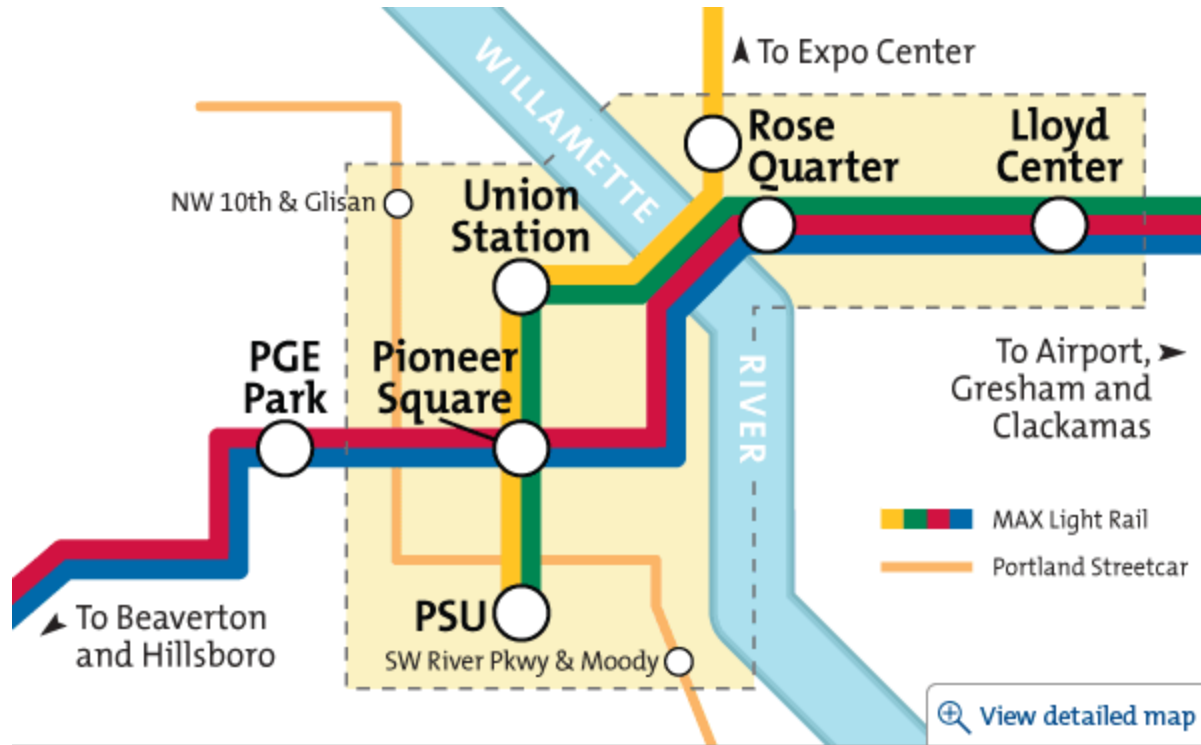 WILLAMETTE
To Expo Center
Rose
Quarter
Lloyd
Center
NW 10th & Glisan
Union
Station
PGE
Park
Pioneer
Square
RIVER
To Airport,
Gresham and
Clackamas
MAX Light Rail
Portland Streetcar
PSU
To Beaverton
and Hillsboro
SW River Pkwy & Moody
View detailed map